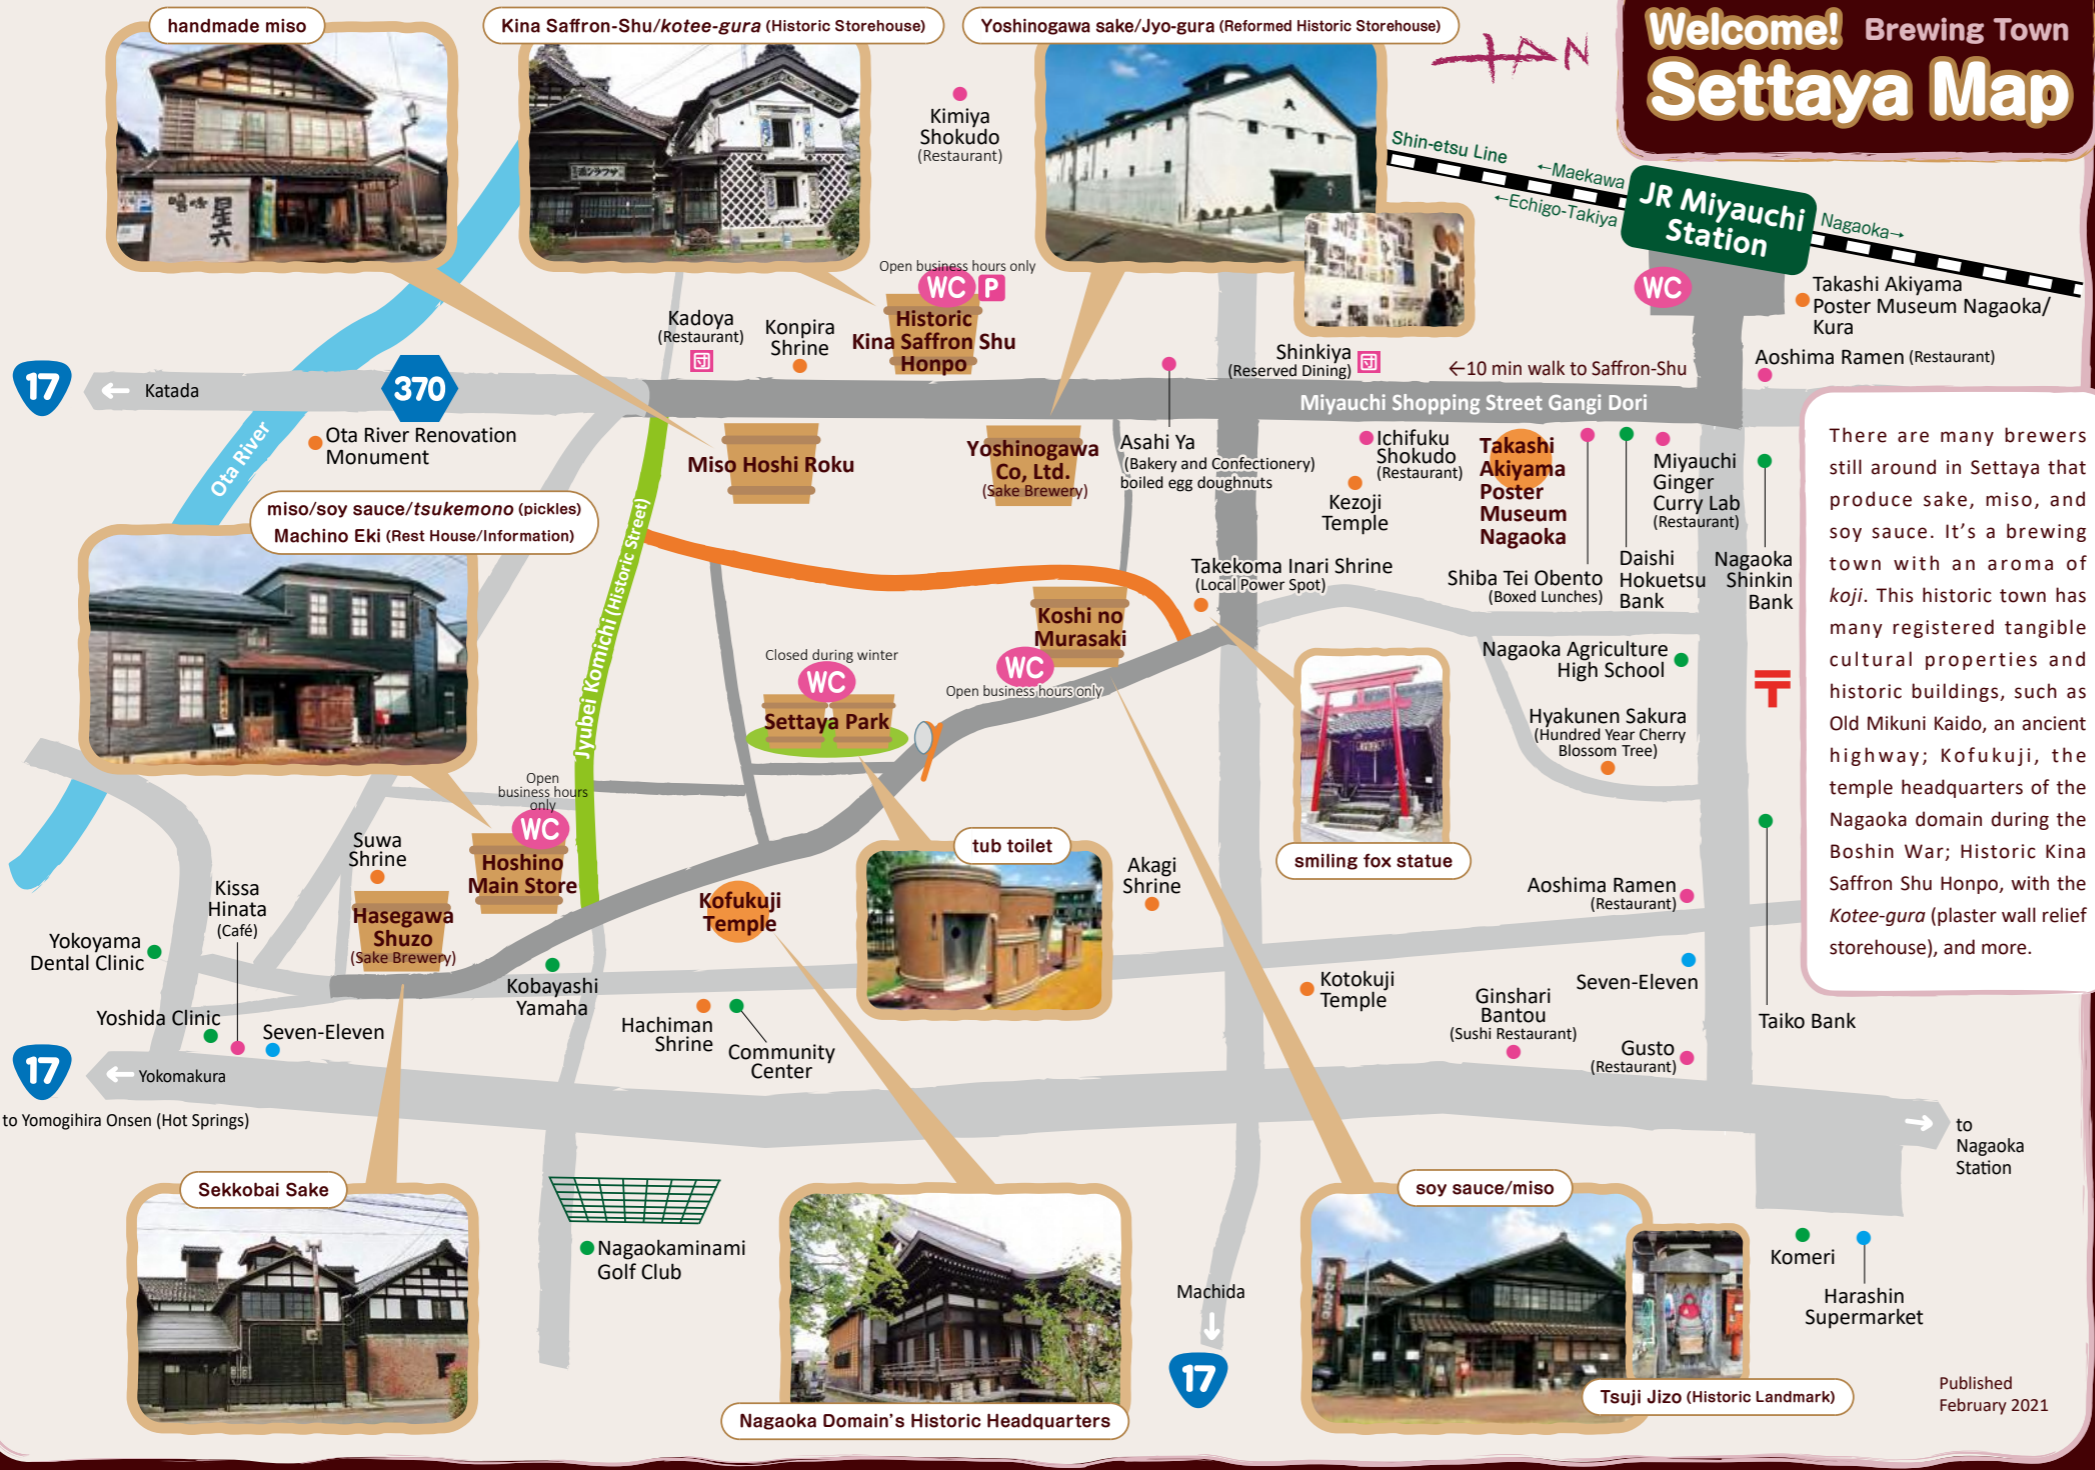 Welcome! Brewing Town
Settaya Map
handmade miso
Kina Saffron-Shu/kotee-gura (Historic Storehouse)
Yoshinogawa sake/Jyo-gura (Reformed Historic Storehouse)
TAN
Kimiya
Shokudo
(Restaurant)
Shin-etsu Line
←Maekawa
←Echigo-Takiya
JR Miyauchi
Station
Nagaoka→
WC
Takashi Akiyama
Poster Museum Nagaoka/
Kura
Aoshima Ramen (Restaurant)
Open business hours only
WC P
Historic
Kina Saffron Shu
Honpo
Kadoya
(Restaurant)
Konpira
Shrine
Shinkiya
(Reserved Dining)
←10 min walk to Saffron-Shu
Miyauchi Shopping Street Gangi Dori
17
← Katada
370
Ota River
Ota River Renovation
Monument
Miso Hoshi Roku
Yoshinogawa
Co, Ltd.
(Sake Brewery)
Asahi Ya
(Bakery and Confectionery)
boiled egg doughnuts
Ichifuku
Shokudo
(Restaurant)
Kezoji
Temple
Takashi
Akiyama
Poster
Museum
Nagaoka
Shiba Tei Obento
(Boxed Lunches)
Daishi
Hokuetsu
Bank
Miyauchi
Ginger
Curry Lab
(Restaurant)
Nagaoka
Shinkin
Bank
There are many brewers
still around in Settaya that
produce sake, miso, and
soy sauce. It's a brewing
town with an aroma of
koji. This historic town has
many registered tangible
cultural properties and
historic buildings, such as
Old Mikuni Kaido, an ancient
highway; Kofukuji, the
temple headquarters of the
Nagaoka domain during the
Boshin War; Historic Kina
Saffron Shu Honpo, with the
Kotee-gura (plaster wall relief
storehouse), and more.
miso/soy sauce/tsukemono (pickles)
Machino Eki (Rest House/Information)
Jyubei Komichi (Historic Street)
Takekoma Inari Shrine
(Local Power Spot)
Koshi no
Murasaki
WC
Open business hours only
Closed during winter
WC
Settaya Park
Nagaoka Agriculture
High School
〒
Hyakunen Sakura
(Hundred Year Cherry
Blossom Tree)
smiling fox statue
tub toilet
Open
business hours
only
WC
Hoshino
Main Store
Suwa
Shrine
Kissa
Hinata
(Café)
Hasegawa
Shuzo
(Sake Brewery)
Kofukuji
Temple
Akagi
Shrine
Aoshima Ramen
(Restaurant)
Yokoyama
Dental Clinic
Yoshida Clinic
Seven-Eleven
Kobayashi
Yamaha
Hachiman
Shrine
Community
Center
Kotokuji
Temple
Ginshari
Bantou
(Sushi Restaurant)
Seven-Eleven
Gusto
(Restaurant)
Taiko Bank
17
← Yokomakura
to Yomogihira Onsen (Hot Springs)
→ to
Nagaoka
Station
Sekkobai Sake
Nagaokaminami
Golf Club
Nagaoka Domain's Historic Headquarters
Machida
↓
17
soy sauce/miso
Tsuji Jizo (Historic Landmark)
Komeri
Harashin
Supermarket
Published
February 2021